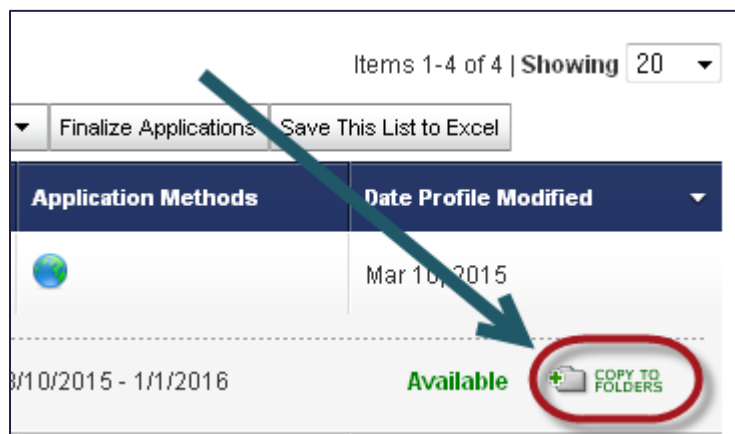 Items 1-4 of 4 | Showing 20
Finalize Applications Save This List to Excel
Application Methods Date Profile Modified
Mar 10, 2015
3/10/2015 - 1/1/2016 Available COPY TO
FOLDERS